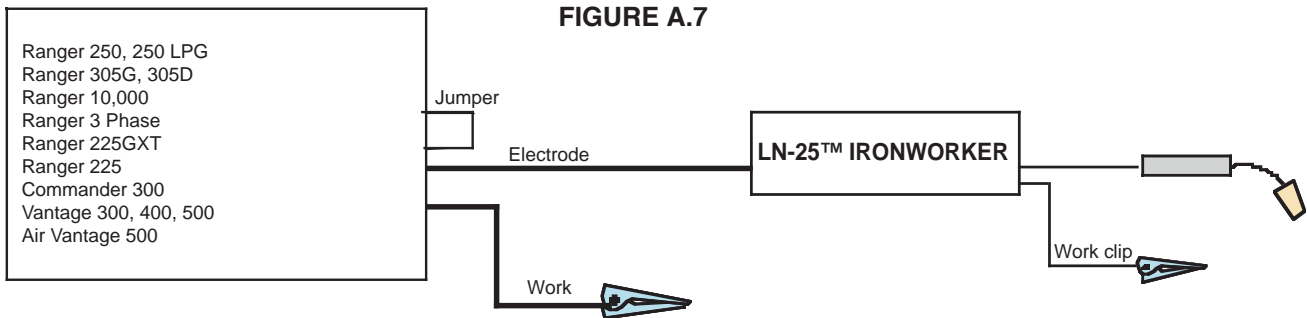 FIGURE A.7
Ranger 250, 250 LPG
Ranger 305G, 305D
Ranger 10,000
Ranger 3 Phase
Ranger 225GXT
Ranger 225
Commander 300
Vantage 300, 400, 500
Air Vantage 500
Jumper
Electrode
LN-25™ IRONWORKER
Work clip
Work